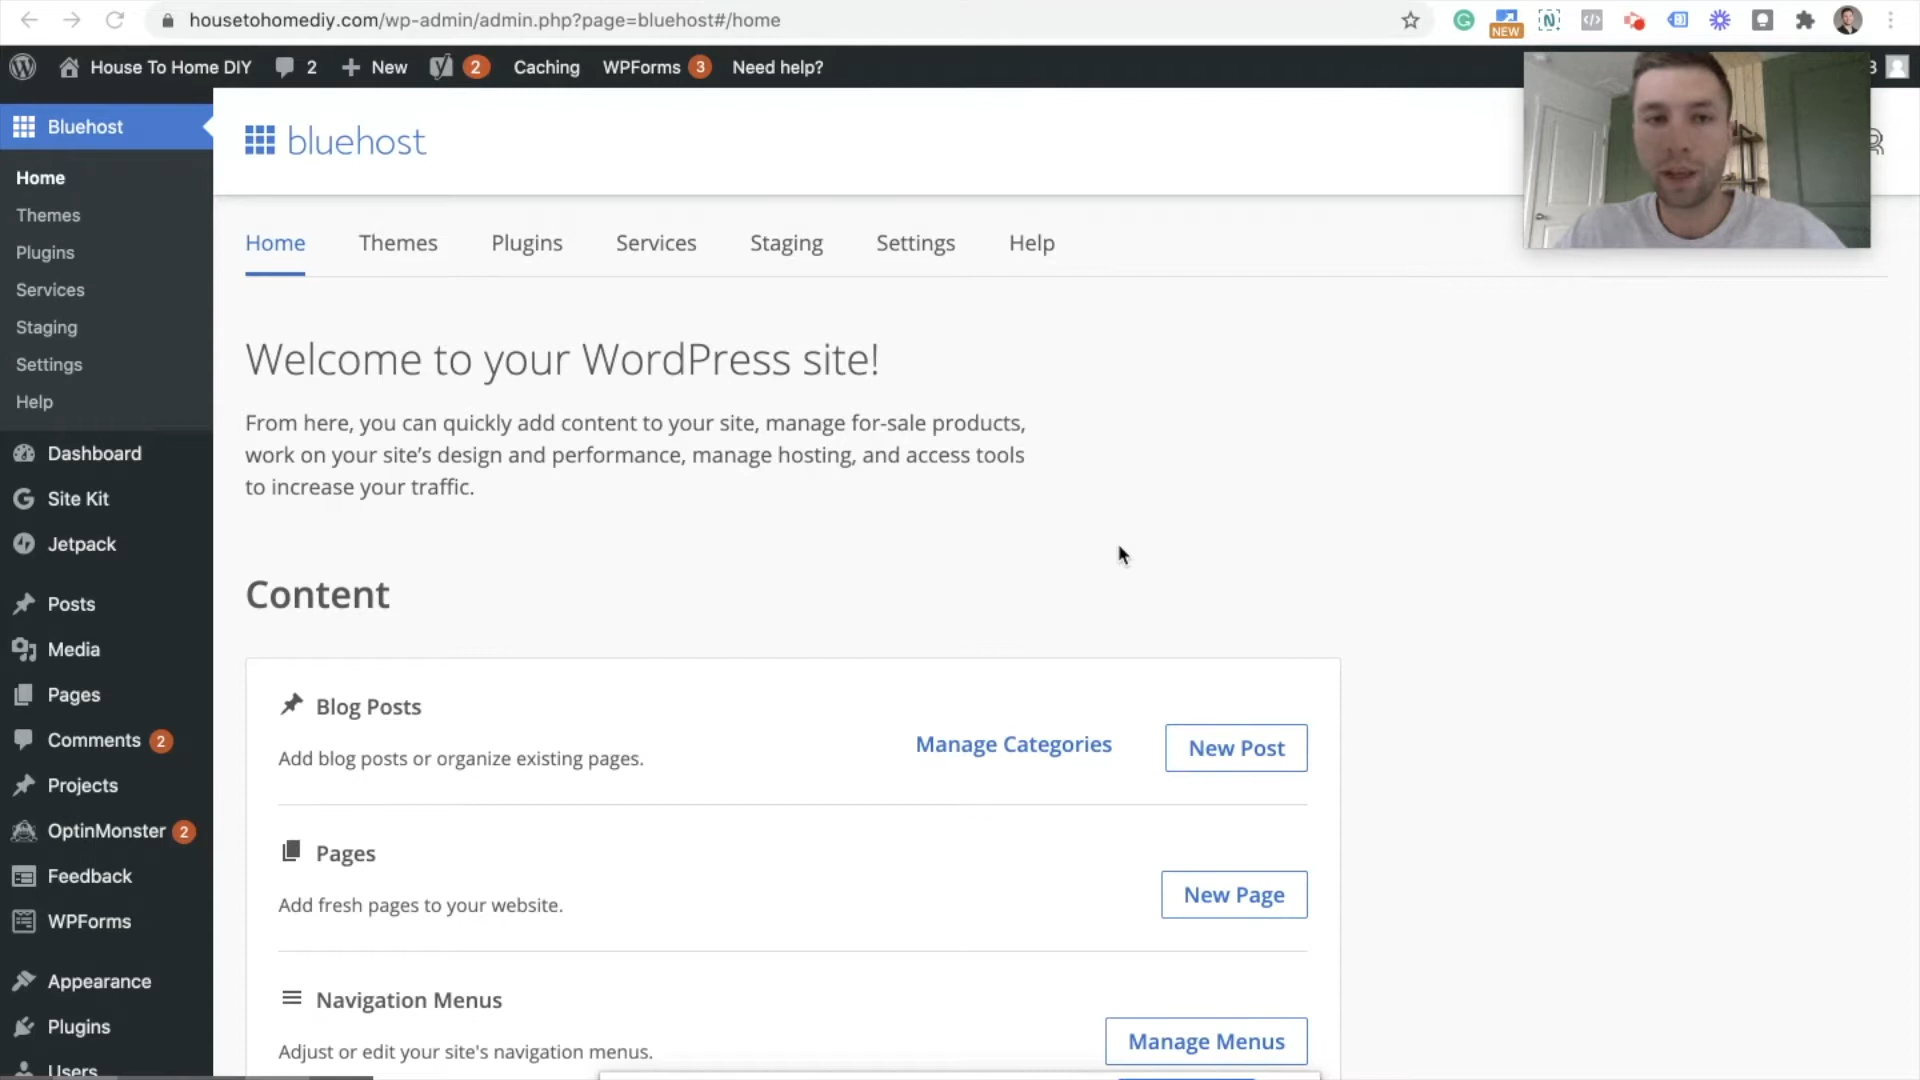 housetohomediy.com/wp-admin/admin.php?page=bluehost#/home
NEW
House To Home DIY
2
New
2
Caching
WPForms
3
Need help?
3
Bluehost
Home
Themes
Plugins
Services
Staging
Settings
Help
Dashboard
Site Kit
Jetpack
Posts
Media
Pages
Comments
2
Projects
OptinMonster
2
Feedback
WPForms
Appearance
Plugins
Users
bluehost
Home
Themes
Plugins
Services
Staging
Settings
Help
Welcome to your WordPress site!
From here, you can quickly add content to your site, manage for-sale products,
work on your site’s design and performance, manage hosting, and access tools
to increase your traffic.
Content
Blog Posts
Add blog posts or organize existing pages.
Manage Categories
New Post
Pages
Add fresh pages to your website.
New Page
Navigation Menus
Adjust or edit your site's navigation menus.
Manage Menus